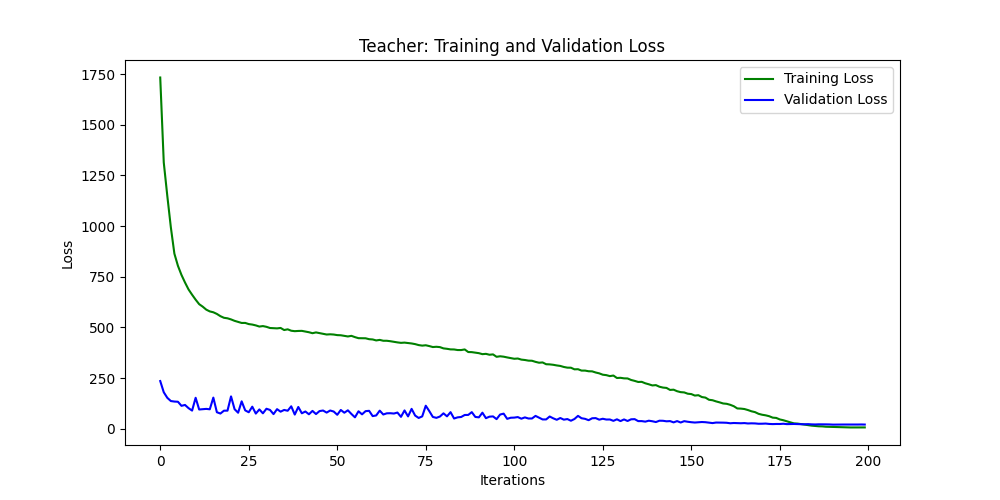 Teacher: Training and Validation Loss
Training Loss
Validation Loss
1750
1500
1250
1000
750
500
250
0
Loss
0 25 50 75 100 125 150 175 200
Iterations